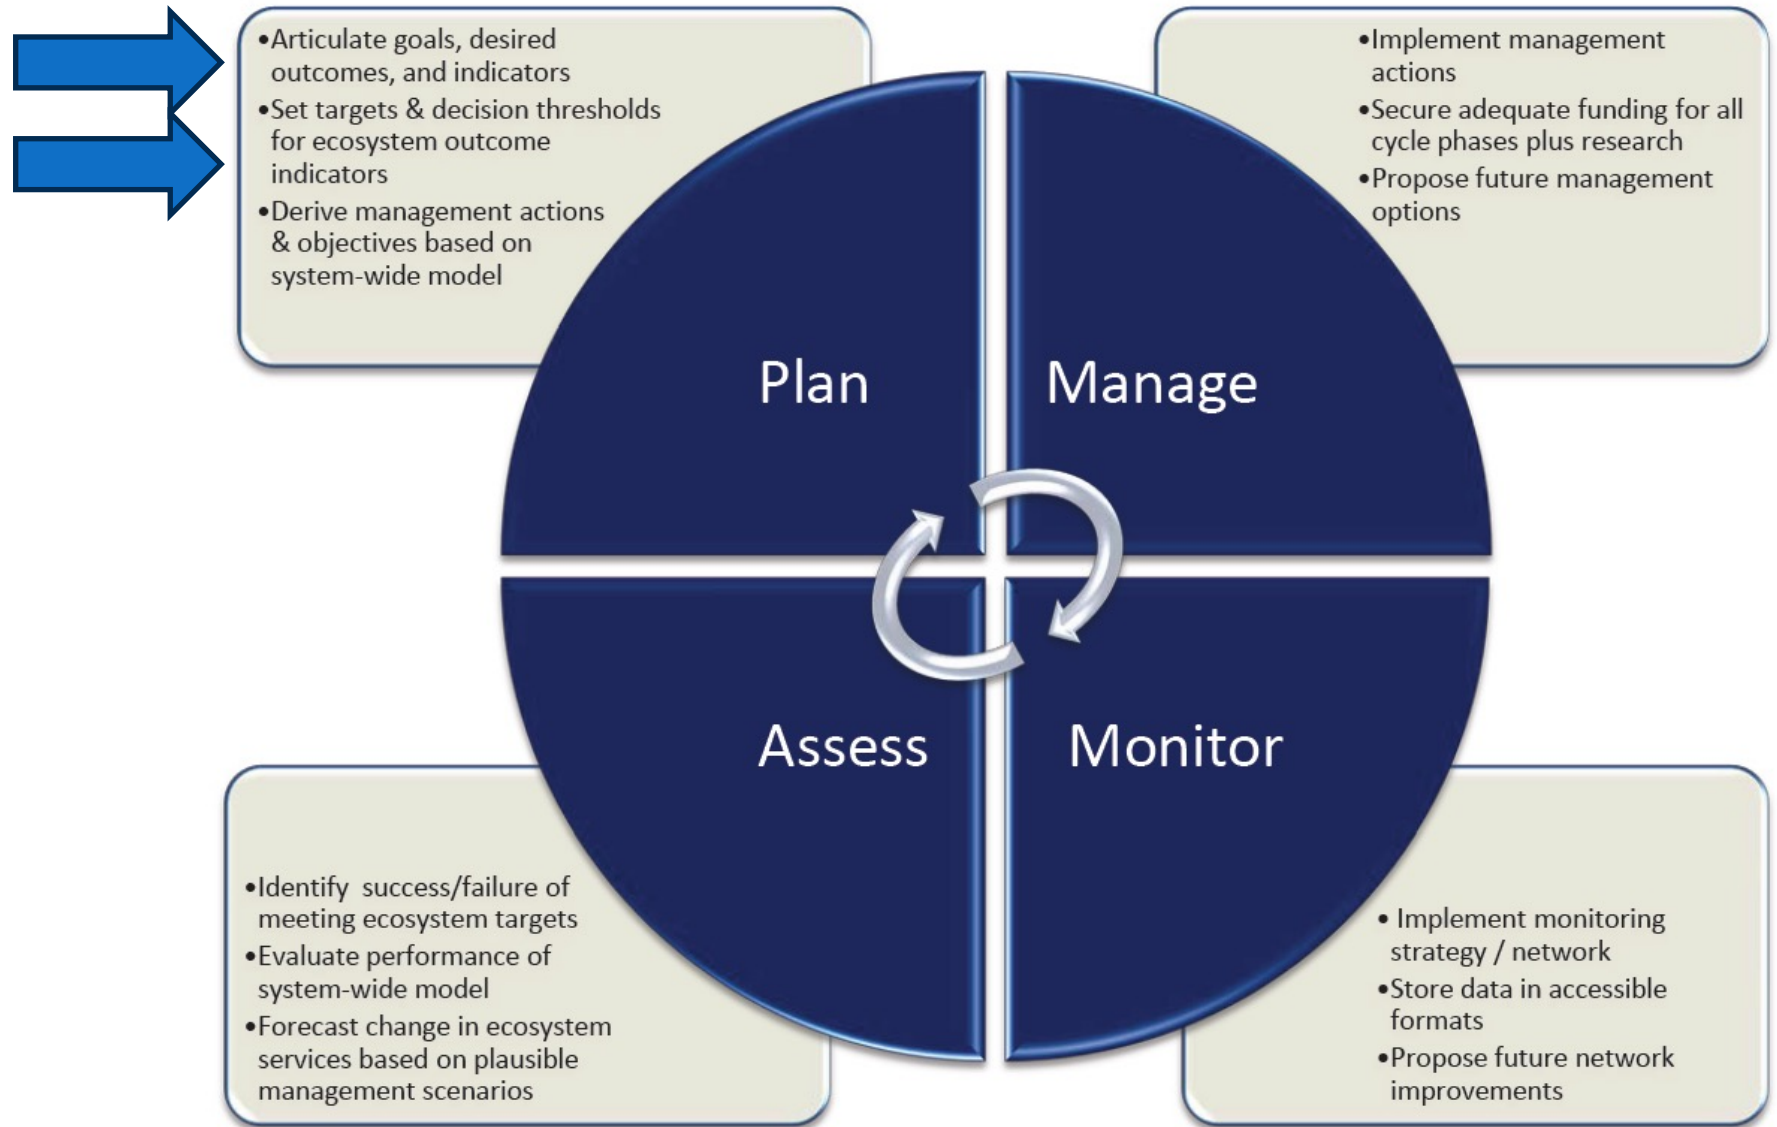 •Articulate goals, desired
outcomes, and indicators
•Set targets & decision thresholds
for ecosystem outcome
indicators
•Derive management actions
& objectives based on
system-wide model
•Implement management
actions
•Secure adequate funding for all
cycle phases plus research
•Propose future management
options
Plan
Manage
Assess
Monitor
•Identify success/failure of
meeting ecosystem targets
•Evaluate performance of
system-wide model
•Forecast change in ecosystem
services based on plausible
management scenarios
• Implement monitoring
strategy / network
•Store data in accessible
formats
•Propose future network
improvements